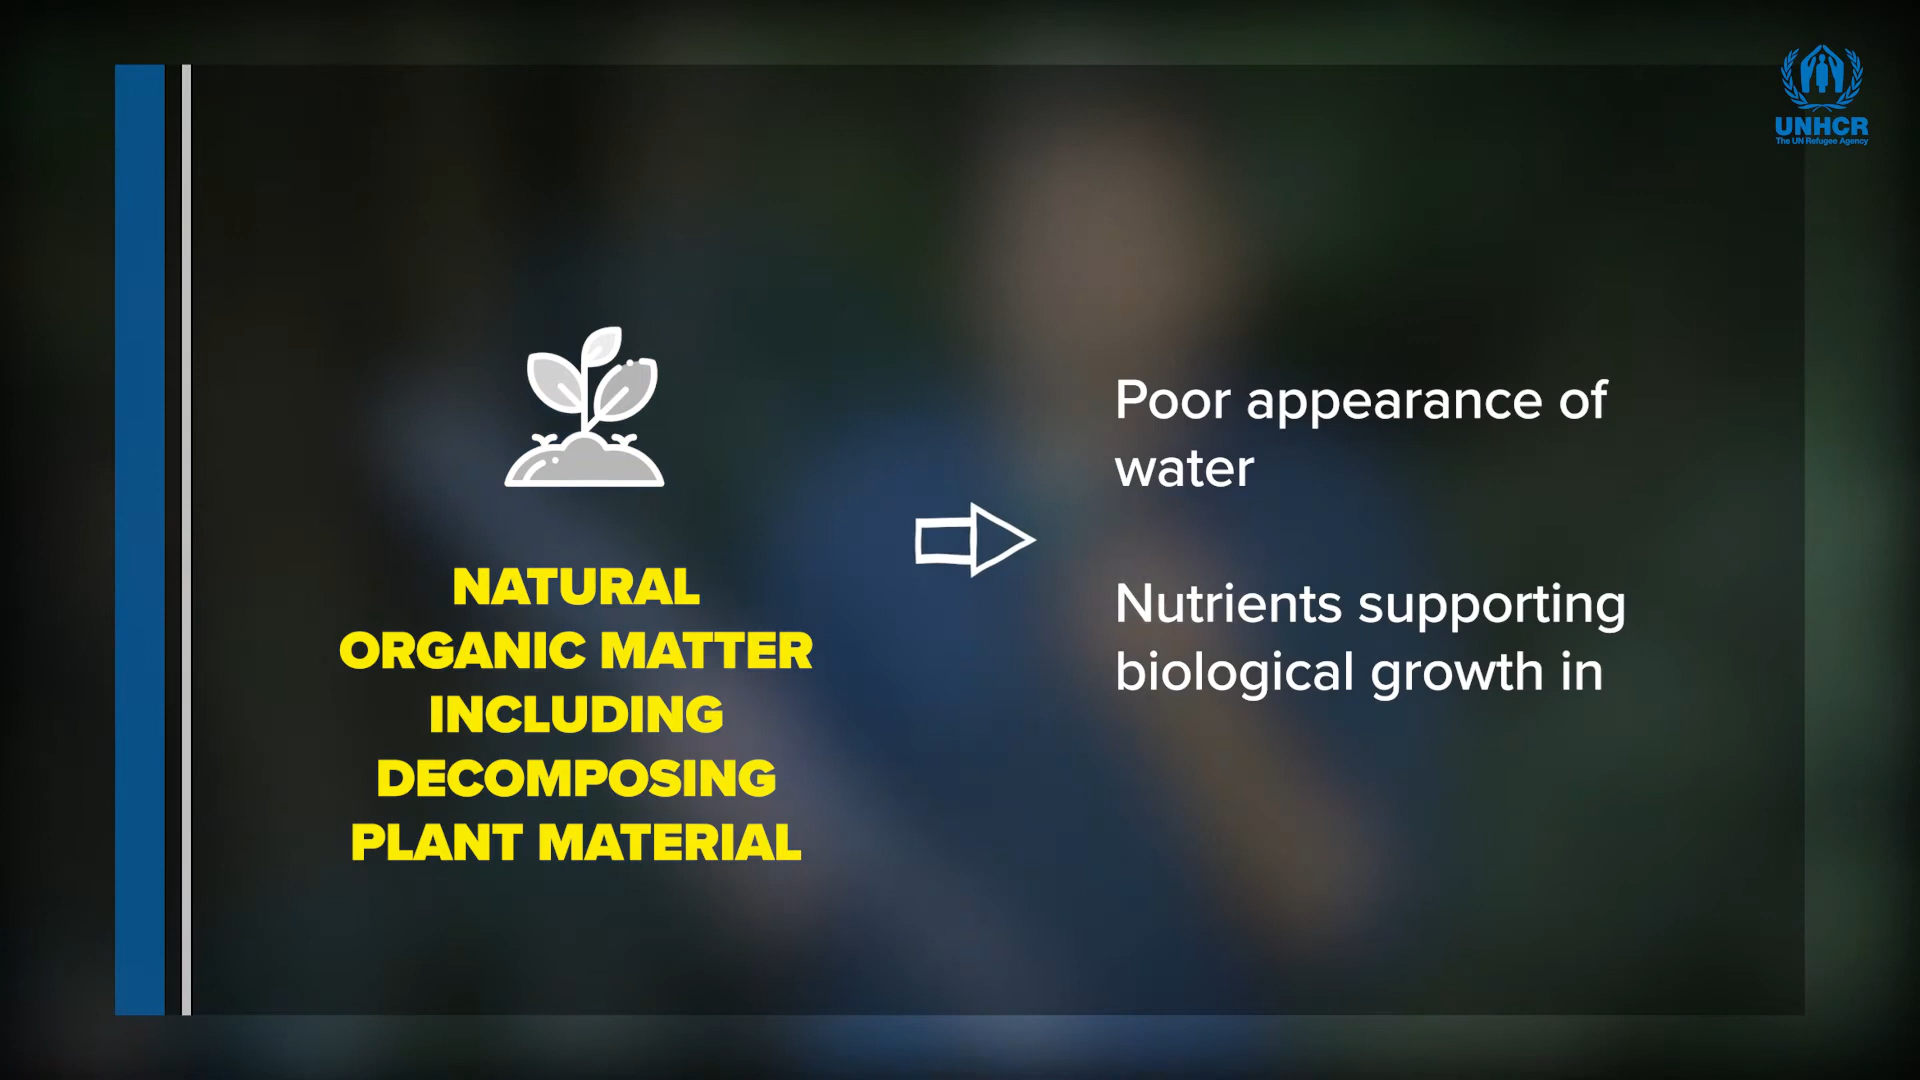 UNHCR
The UN Refugee Agency
NATURAL
ORGANIC MATTER
INCLUDING
DECOMPOSING
PLANT MATERIAL
Poor appearance of
water
Nutrients supporting
biological growth in